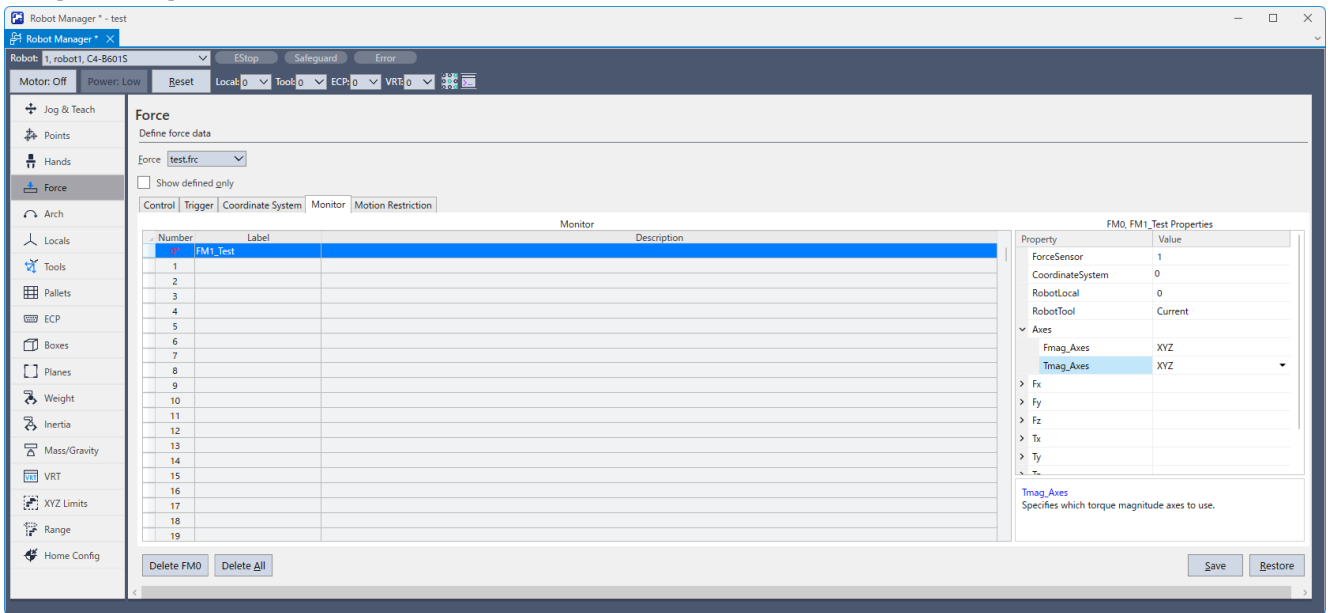 Robot Manager * - test
Robot Manager *
Robot: 1, robot1, C4-B601S EStop Safeguard Error
Motor: Off Power: Low Reset Local: 0 Tool: 0 ECP: 0 VRT: 0
Jog & Teach
Points
Hands
Force
Arch
Locals
Tools
Pallets
ECP
Boxes
Planes
Weight
Inertia
Mass/Gravity
VRT
XYZ Limits
Range
Home Config
Force
Define force data
Force test.frc
Show defined only
Control Trigger Coordinate System Monitor Motion Restriction
Monitor
Number Label Description
0* FM1_Test
1
2
3
4
5
6
7
8
9
10
11
12
13
14
15
16
17
18
19
FM0, FM1_Test Properties
Property Value
ForceSensor 1
CoordinateSystem 0
RobotLocal 0
RobotTool Current
Axes
Fmag_Axes XYZ
Tmag_Axes XYZ
Fx
Fy
Fz
Tx
Ty
Tmag_Axes
Specifies which torque magnitude axes to use.
Delete FM0 Delete All Save Restore